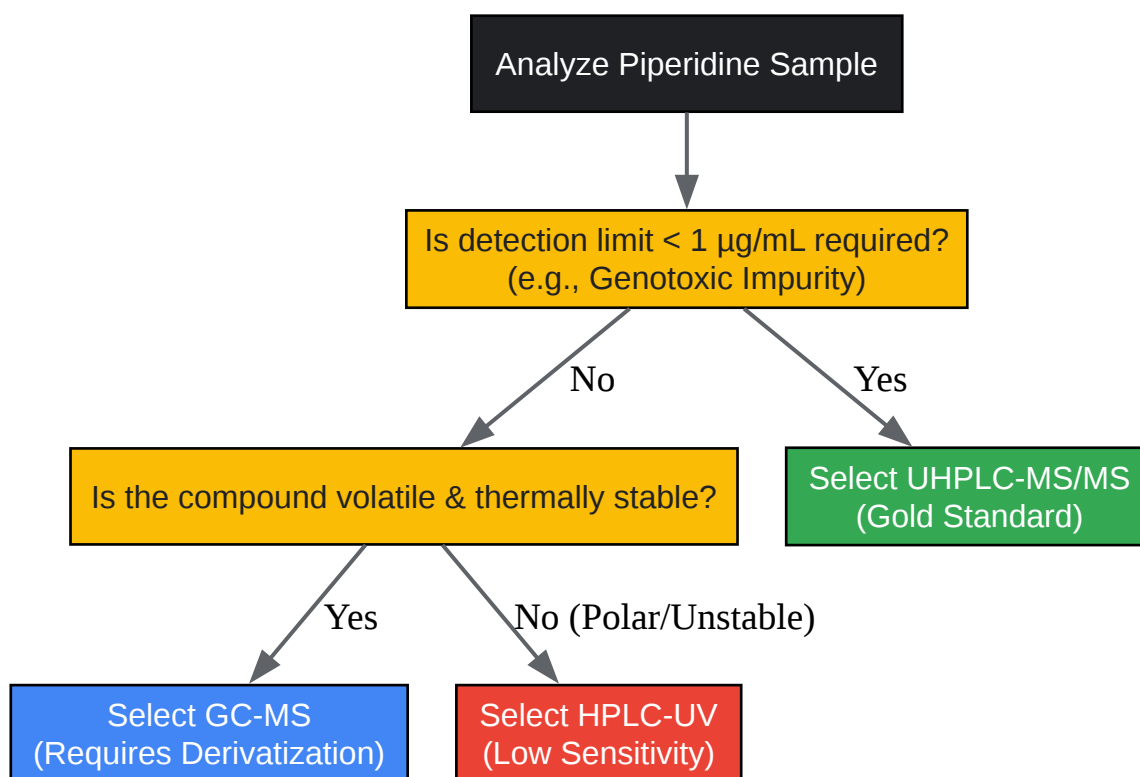 Analyze Piperidine Sample
Is detection limit < 1 µg/mL required?
(e.g., Genotoxic Impurity)
No
Yes
Is the compound volatile & thermally stable?
Select UHPLC-MS/MS
(Gold Standard)
Yes
No (Polar/Unstable)
Select GC-MS
(Requires Derivatization)
Select HPLC-UV
(Low Sensitivity)